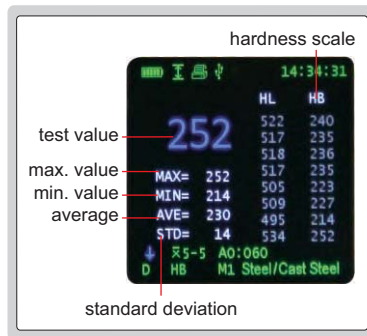 hardness scale
14:34:31
HL HB
test value
252
522 240
517 235
518 236
517 235
505 223
509 227
495 214
534 252
max. value
MAX= 252
min. value
MIN= 214
average
AVE= 230
STD= 14
x̅5-5 A0:060
D HB M1 Steel/Cast Steel
standard deviation